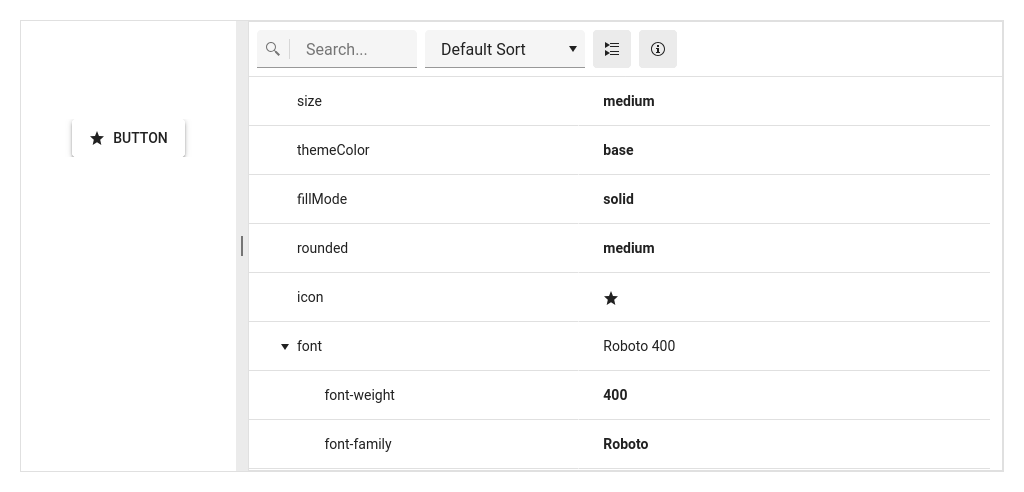 BUTTON
Search...
Default Sort
size medium
themeColor base
fillMode solid
rounded medium
icon
font Roboto 400
font-weight 400
font-family Roboto